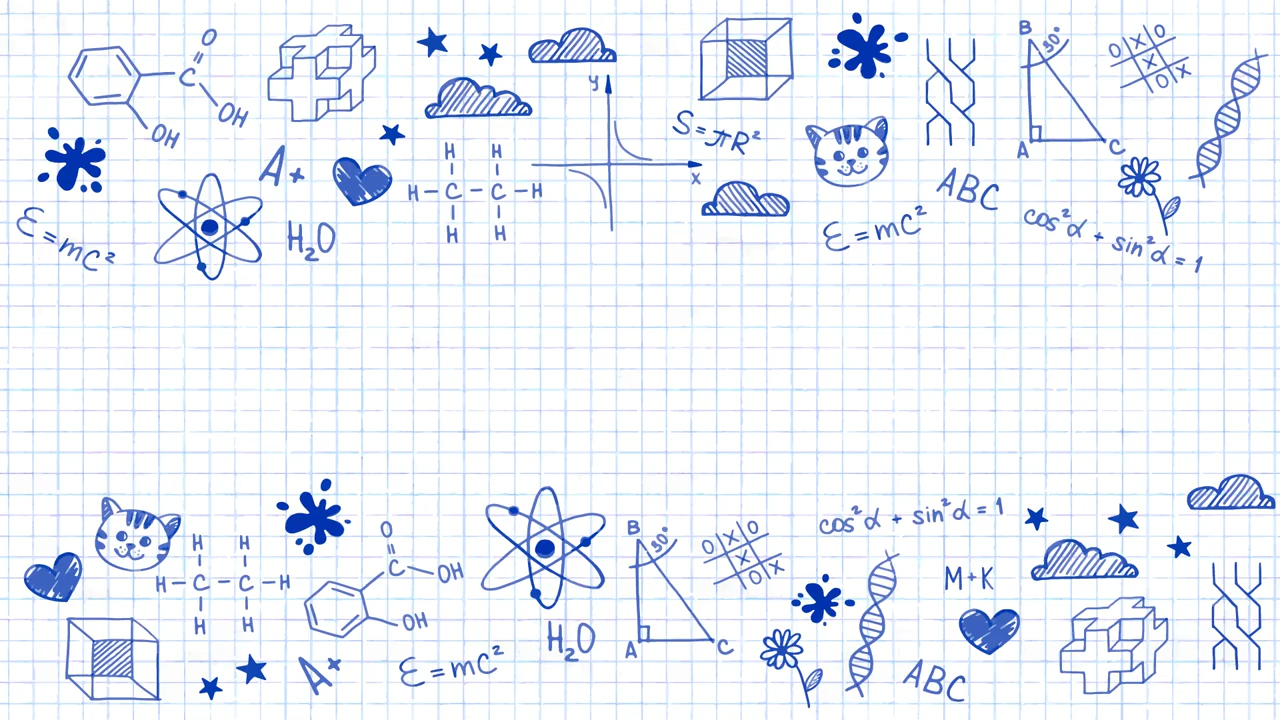 O
C
OH
OH
A+
ε = mc²
H₂O
H H
H - C - C - H
H H
y
x
S = πR²
ε = mc²
ABC
B
30°
A C
O X O
X
O X
cos²α + sin²α = 1
H H
H - C - C - H
H H
O
C
OH
OH
A+
ε = mc²
H₂O
B
30°
A C
O X O
X
O X
cos²α + sin²α = 1
M+K
ABC